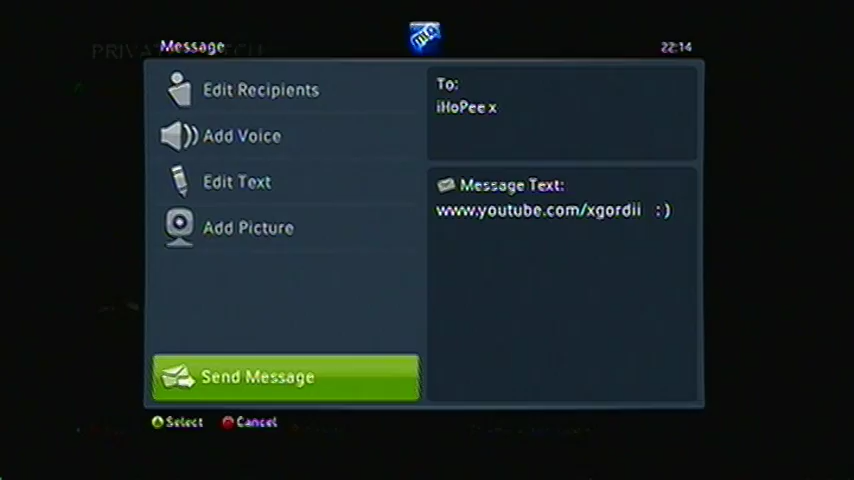 Message
22:14
Edit Recipients
Add Voice
Edit Text
Add Picture
Send Message
To:
iHoPee x
Message Text:
www.youtube.com/xgordii :)
Select
Cancel